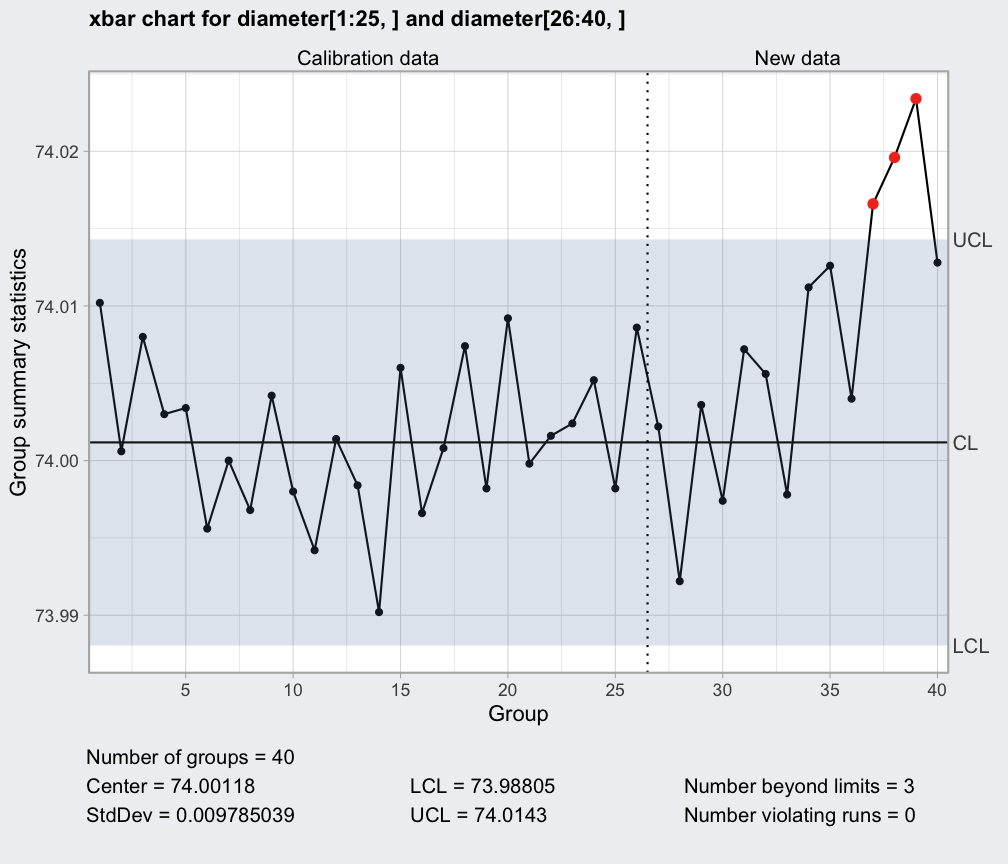 xbar chart for diameter[1:25, ] and diameter[26:40, ]
Calibration data
New data
Group summary statistics
74.02
74.01
74.00
73.99
UCL
CL
LCL
5 10 15 20 25 30 35 40
Group
Number of groups = 40
Center = 74.00118 LCL = 73.98805 Number beyond limits = 3
StdDev = 0.009785039 UCL = 74.0143 Number violating runs = 0